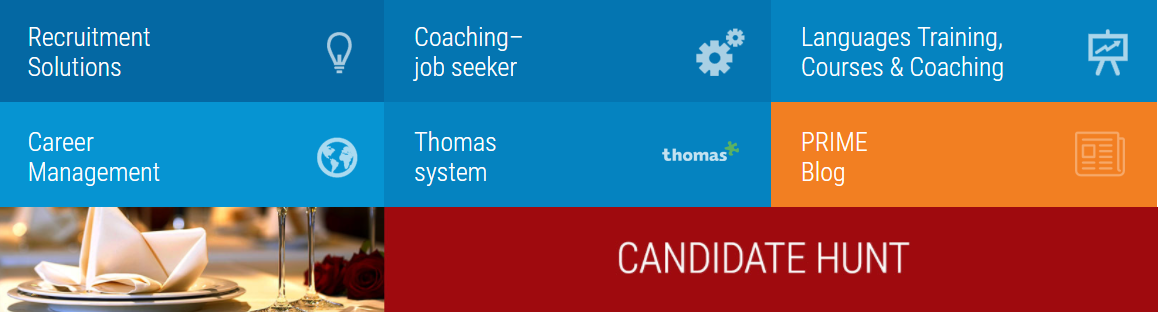 Recruitment
Solutions
Coaching–
job seeker
Languages Training,
Courses & Coaching
Career
Management
Thomas
system
thomas
PRIME
Blog
CANDIDATE HUNT